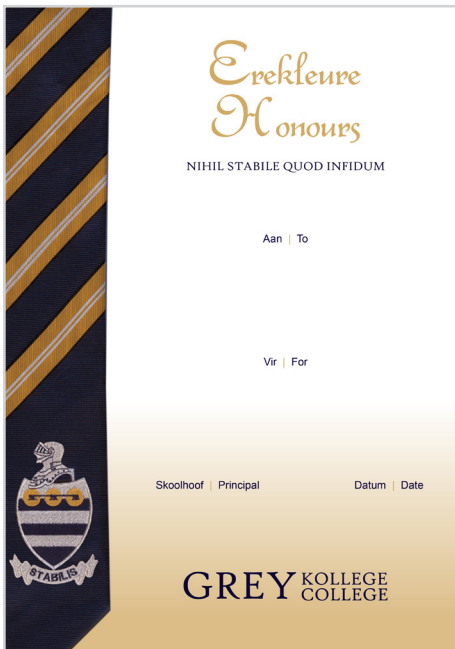 Erekleure
Honours
NIHIL STABILE QUOD INFIDUM
Aan | To
Vir | For
Skoolhoof | Principal
Datum | Date
STABILIS
GREY KOLLEGE
COLLEGE